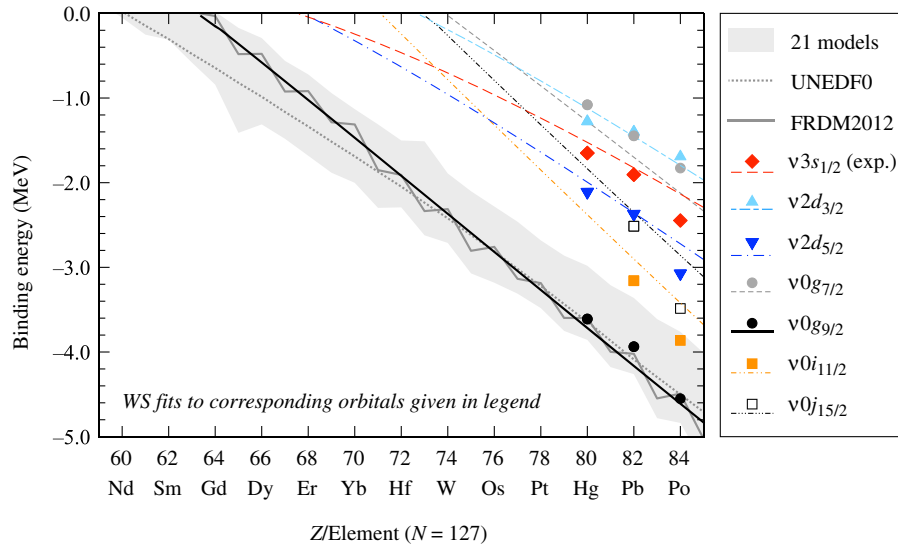 0.0
−1.0
−2.0
−3.0
−4.0
−5.0
Binding energy (MeV)
WS fits to corresponding orbitals given in legend
60 62 64 66 68 70 72 74 76 78 80 82 84
Nd Sm Gd Dy Er Yb Hf W Os Pt Hg Pb Po
Z/Element (N = 127)
21 models
UNEDF0
FRDM2012
ν3s1/2 (exp.)
ν2d3/2
ν2d5/2
ν0g7/2
ν0g9/2
ν0i11/2
ν0j15/2